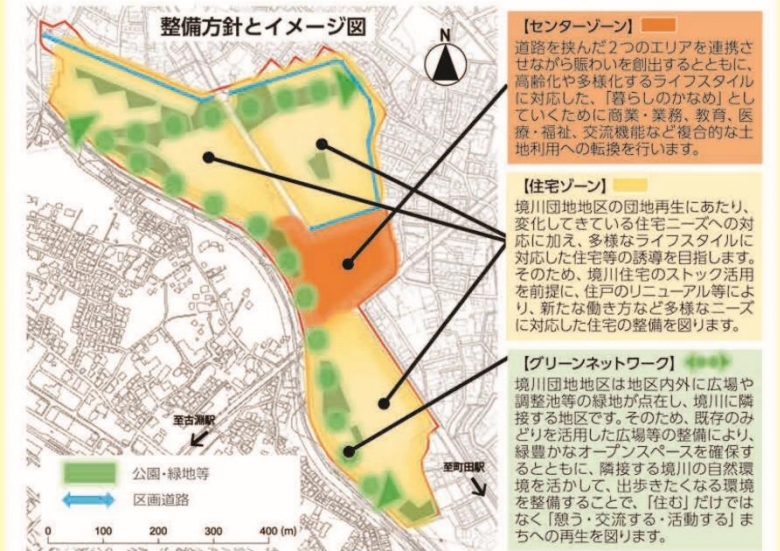 整備方針とイメージ図
N
【センターゾーン】
道路を挟んだ2つのエリアを連携さ
せながら賑わいを創出するとともに、
高齢化や多様化するライフスタイル
に対応した、「暮らしのかなめ」とし
ていくために商業・業務、教育、医
療・福祉、交流機能など複合的な土
地利用への転換を行います。
【住宅ゾーン】
境川団地地区の団地再生にあたり、
変化してきている住宅ニーズへの対
応に加え、多様なライフスタイルに
対応した住宅等の誘導を目指します。
そのため、境川住宅のストック活用
を前提に、住戸のリニューアル等によ
り、新たな働き方など多様なニーズ
に対応した住宅の整備を図ります。
【グリーンネットワーク】
境川団地地区は地区内外に広場や
調整池等の緑地が点在し、境川に隣
接する地区です。そのため、既存のみ
どりを活用した広場等の整備により、
緑豊かなオープンスペースを確保す
るとともに、隣接する境川の自然環
境を活かして、出歩きたくなる環境
を整備することで、「住む」だけでは
なく「憩う・交流する・活動する」ま
ちへの再生を図ります。
至古淵駅
至町田駅
公園・緑地等
区画道路
0 100 200 300 400 (m)